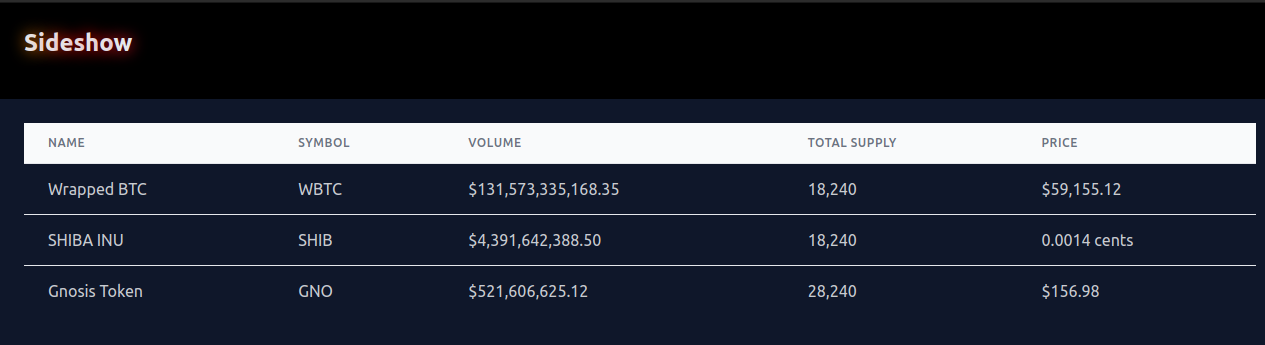 Sideshow
NAME SYMBOL VOLUME TOTAL SUPPLY PRICE
Wrapped BTC WBTC $131,573,335,168.35 18,240 $59,155.12
SHIBA INU SHIB $4,391,642,388.50 18,240 0.0014 cents
Gnosis Token GNO $521,606,625.12 28,240 $156.98